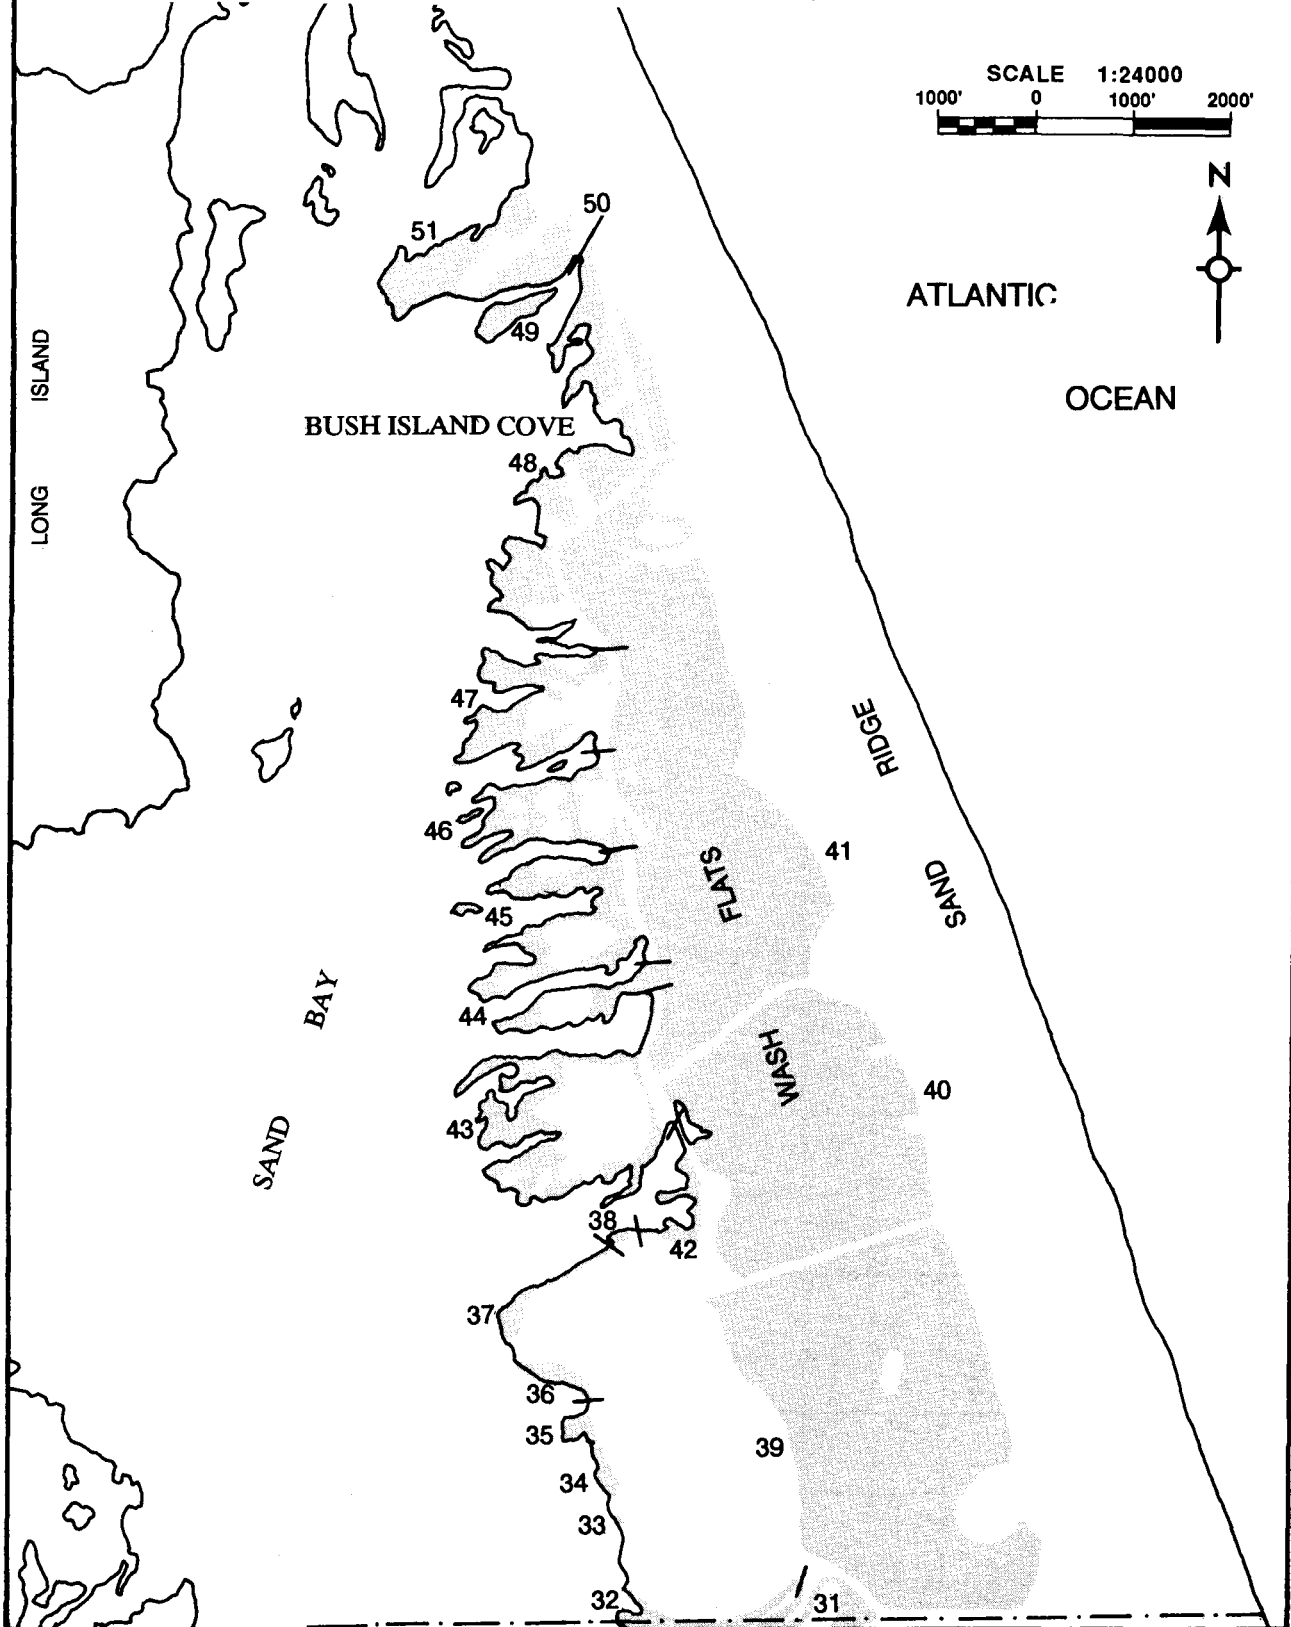 SCALE 1:24000
1000' 0 1000' 2000'
N
50
51
ATLANTIC
49
LONG ISLAND
OCEAN
BUSH ISLAND COVE
48
47
SAND RIDGE
46
41
WASH FLATS
45
SAND BAY
44
40
43
38
42
37
36
35
39
34
33
32
31